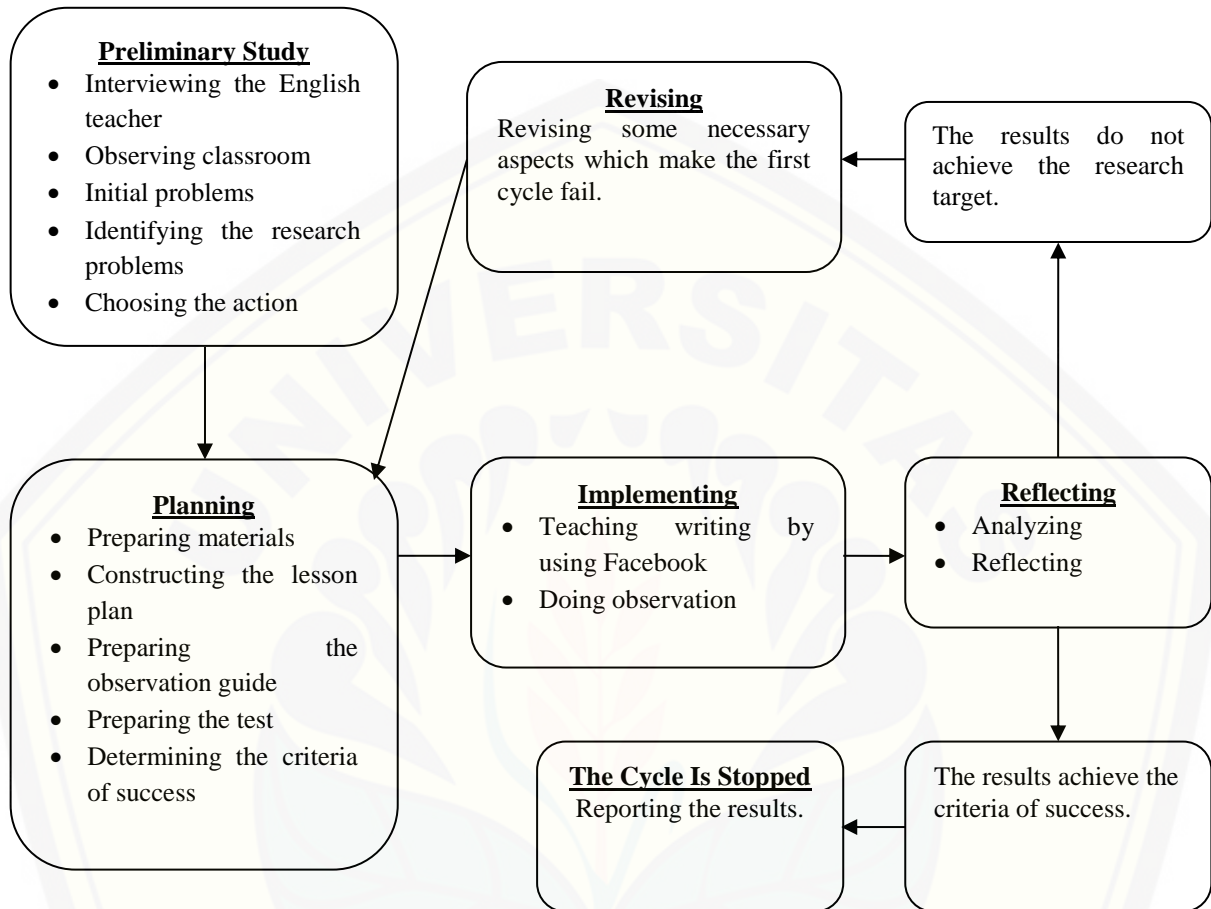 Preliminary Study
• Interviewing the English
teacher
• Observing classroom
• Initial problems
• Identifying the research
problems
• Choosing the action
Revising
Revising some necessary
aspects which make the first
cycle fail.
The results do not
achieve the research
target.
Planning
• Preparing materials
• Constructing the lesson
plan
• Preparing the
observation guide
• Preparing the test
• Determining the criteria
of success
Implementing
• Teaching writing by
using Facebook
• Doing observation
Reflecting
• Analyzing
• Reflecting
The Cycle Is Stopped
Reporting the results.
The results achieve the
criteria of success.
UNIVERSITAS